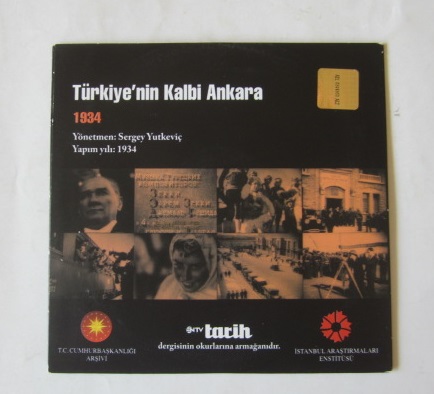 Türkiye'nin Kalbi Ankara
1934
Yönetmen: Sergey Yutkeviç
Yapım yılı: 1934
NTV tarih
dergisinin okurlarına armağanıdır.
T.C. CUMHURBAŞKANLIĞI
ARŞİVİ
İSTANBUL ARAŞTIRMALARI
ENSTİTÜSÜ